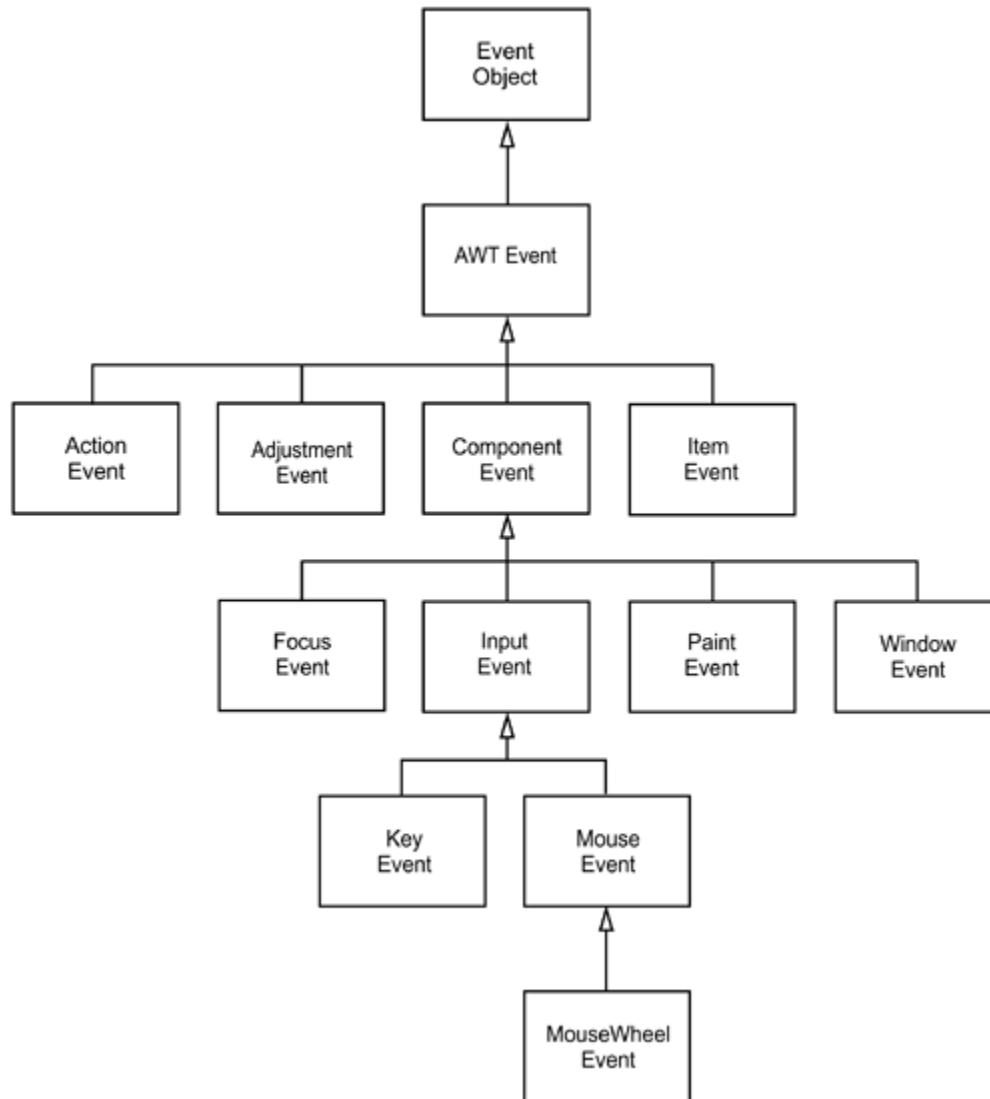 Event
Object
AWT Event
Action
Event
Adjustment
Event
Component
Event
Item
Event
Focus
Event
Input
Event
Paint
Event
Window
Event
Key
Event
Mouse
Event
MouseWheel
Event